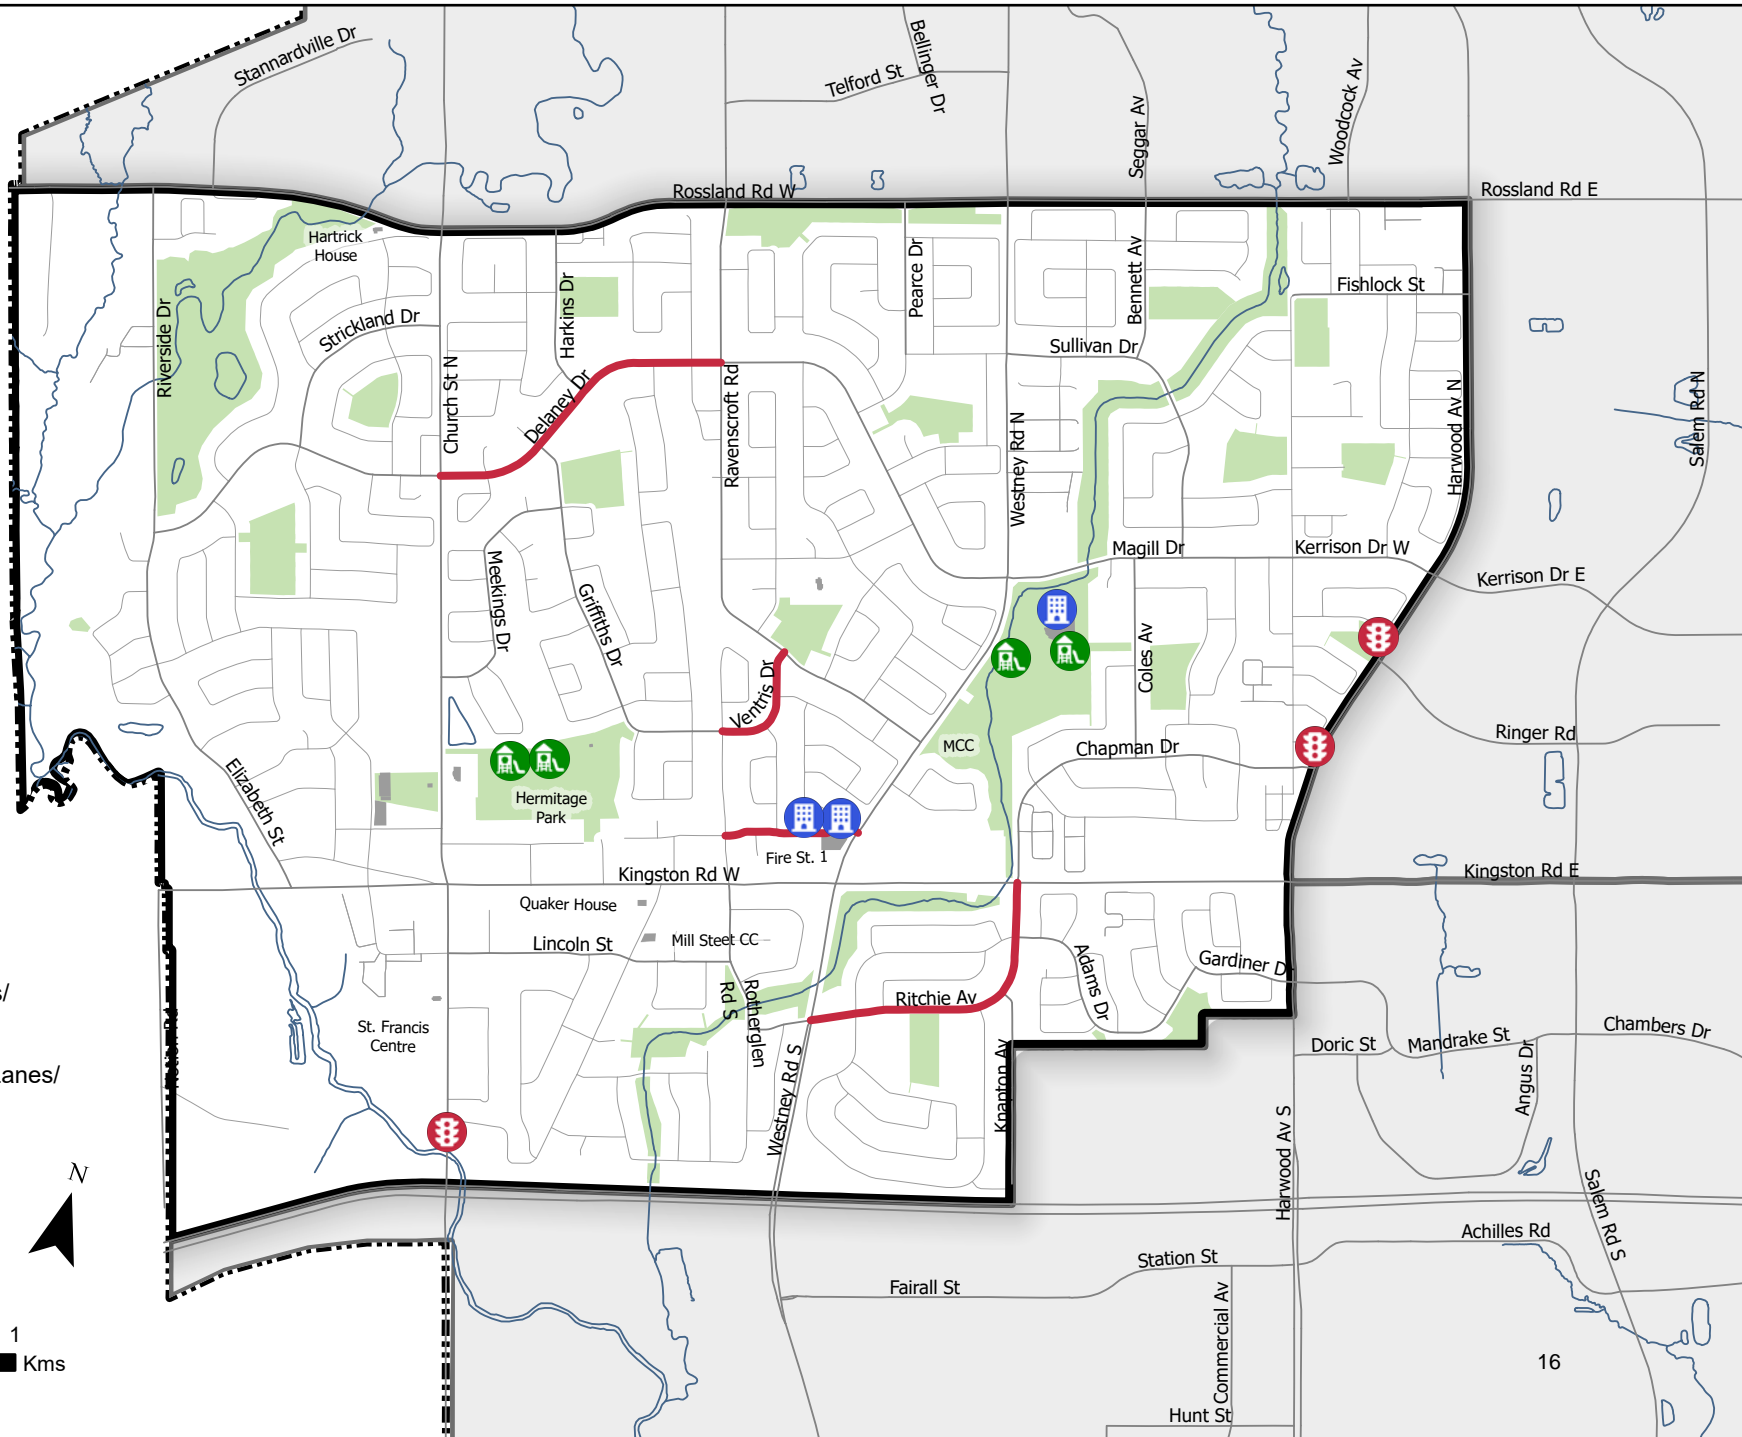 Stannardville Dr
Telford St
Bellinger Dr
Seggar Av
Woodcock Av
Rossland Rd W
Rossland Rd E
Hartrick
House
Riverside Dr
Strickland Dr
Church St N
Harkins Dr
Delaney Dr
Ravenscroft Rd
Pearce Dr
Bennett Av
Sullivan Dr
Fishlock St
Westney Rd N
Harwood Av N
Salem Rd N
Magill Dr
Kerrison Dr W
Kerrison Dr E
Meekings Dr
Griffiths Dr
Ventris Dr
Coles Av
MCC
Chapman Dr
Ringer Rd
Elizabeth St
Hermitage
Park
Fire St. 1
Kingston Rd W
Kingston Rd E
Quaker House
Lincoln St
Mill Steet CC
Rotherglen
Rd S
Ritchie Av
Adams Dr
Gardiner Dr
s/
St. Francis
Centre
Notion Rd
Westney Rd S
Knapton Av
Doric St
Mandrake St
Angus Dr
Chambers Dr
anes/
Harwood Av S
Salem Rd S
N
Achilles Rd
Station St
Fairall St
Commercial Av
1
Kms
16
Hunt St